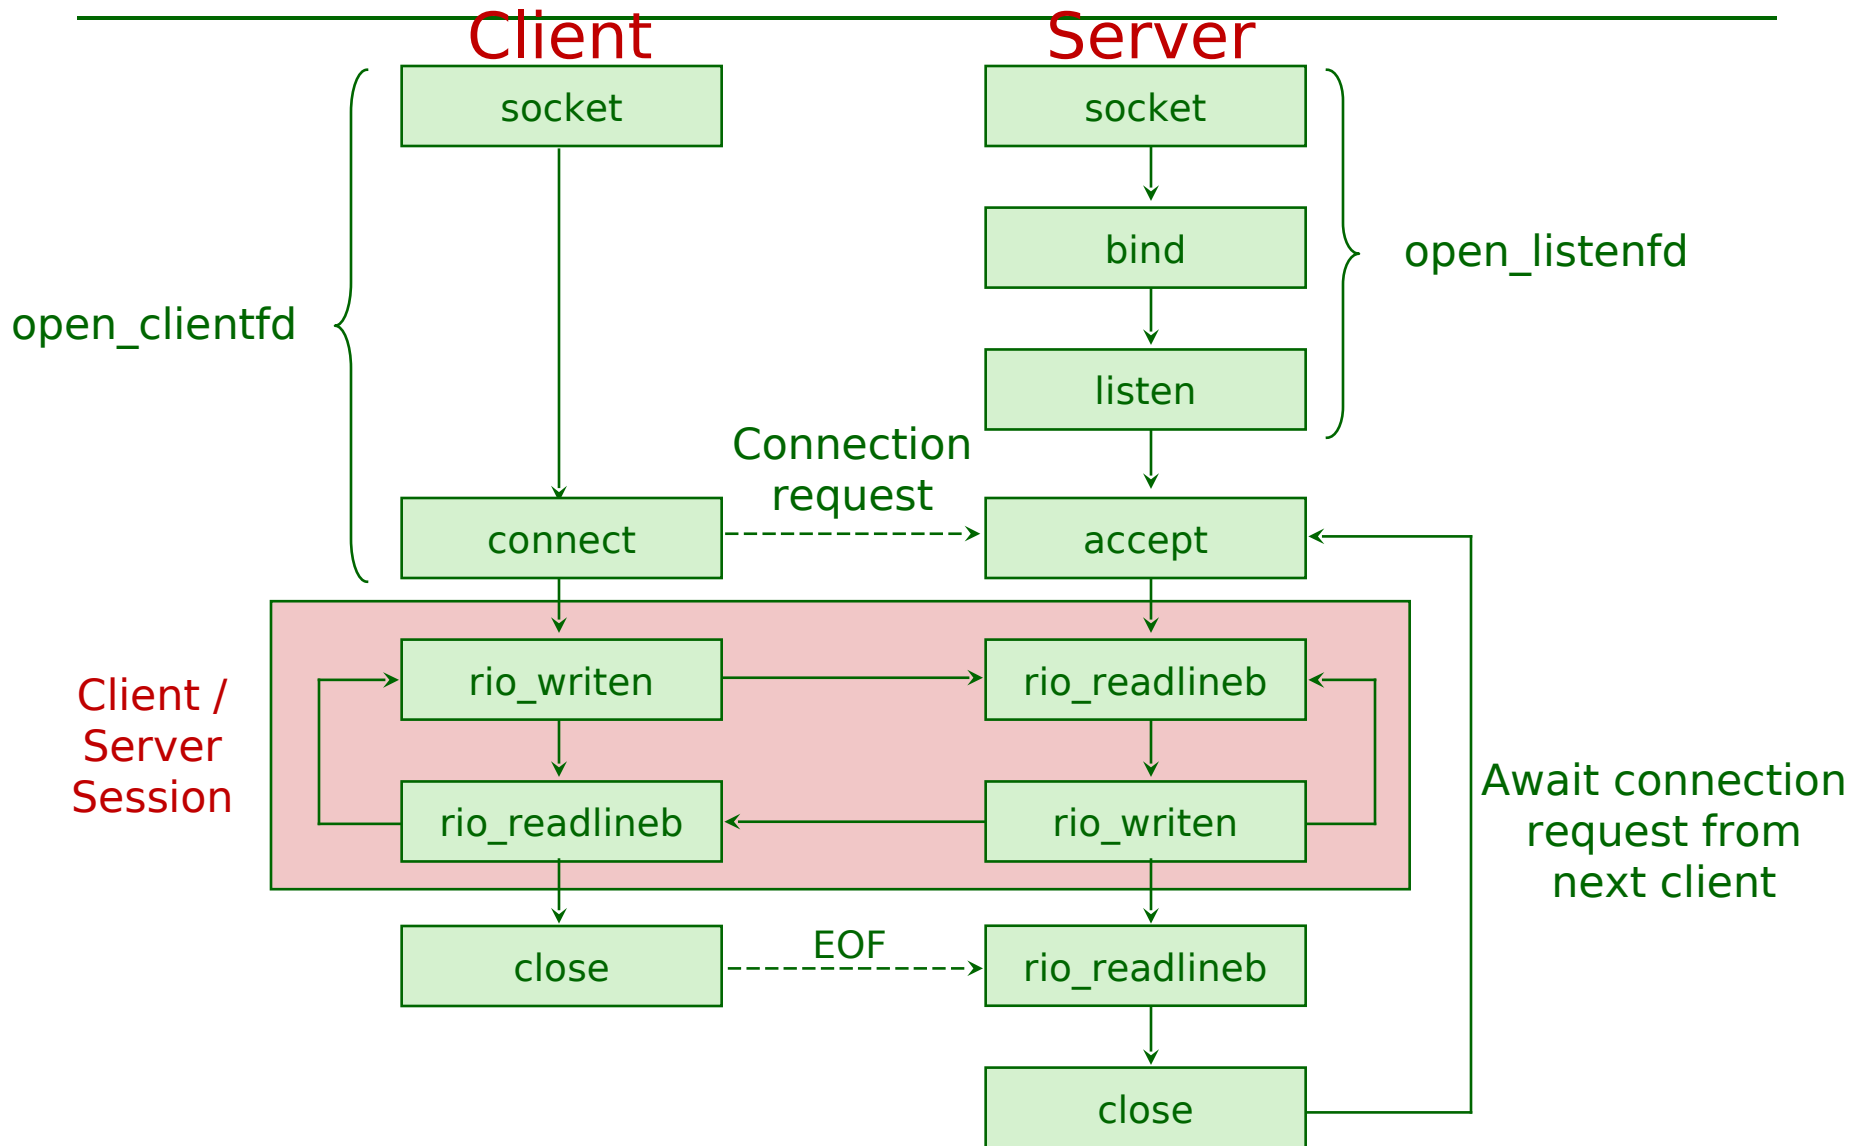 Client
Server
socket
socket
bind
open_listenfd
open_clientfd
listen
Connection
request
connect
accept
Client /
Server
Session
rio_writen
rio_readlineb
rio_readlineb
rio_writen
Await connection
request from
next client
close
EOF
rio_readlineb
close